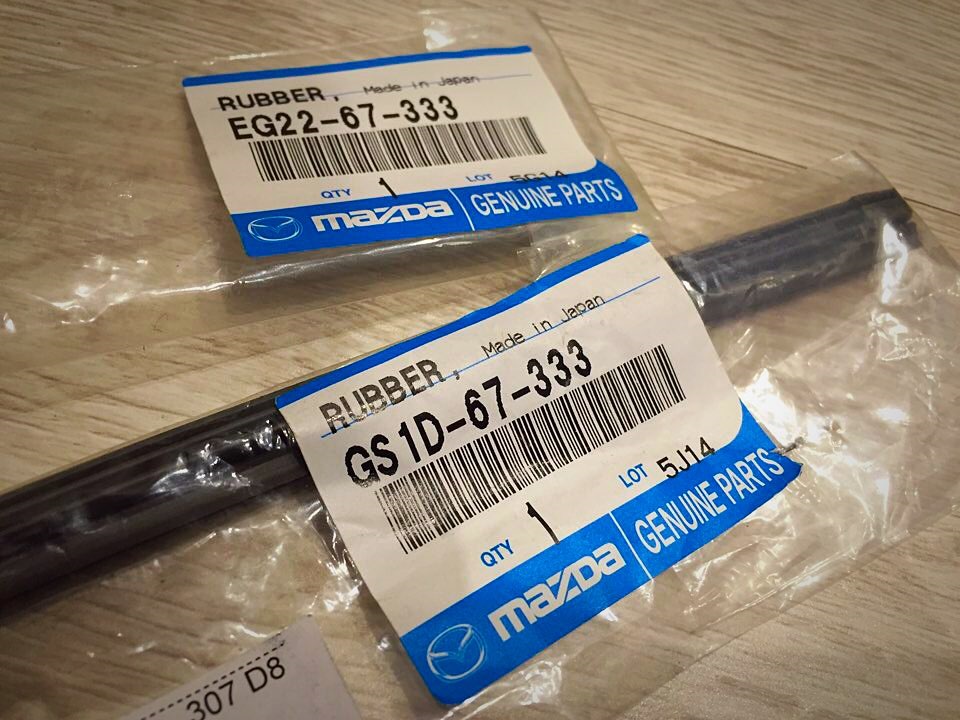 RUBBER, Made in Japan
EG22-67-333
QTY 1 LOT
mazda GENUINE PARTS
RUBBER, Made in Japan
GS1D-67-333
QTY 1 LOT 5J14
mazda GENUINE PARTS
307 D8